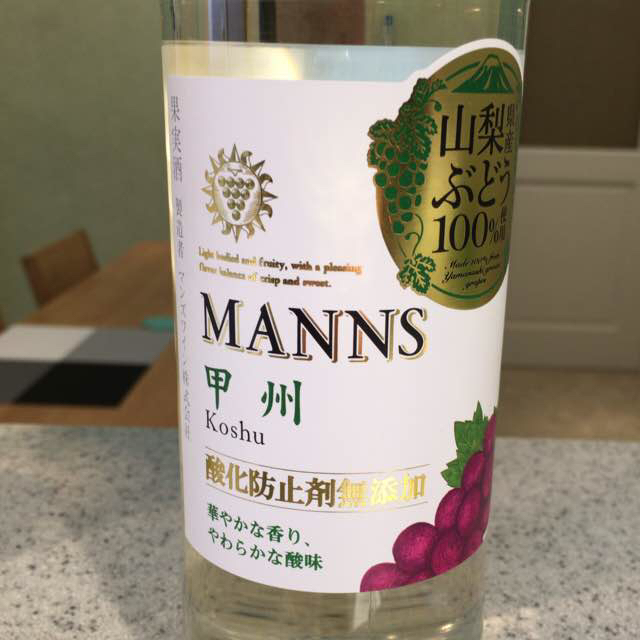 山梨県産
ぶどう
100%使用
Made 100% from
Yamanashi grown
grapes
果実酒 製造者 マンズワイン株式会社
Light bodied and fruity, with a pleasing
flavor balance of crisp and sweet.
MANNS
甲州
Koshu
酸化防止剤無添加
華やかな香り、
やわらかな酸味